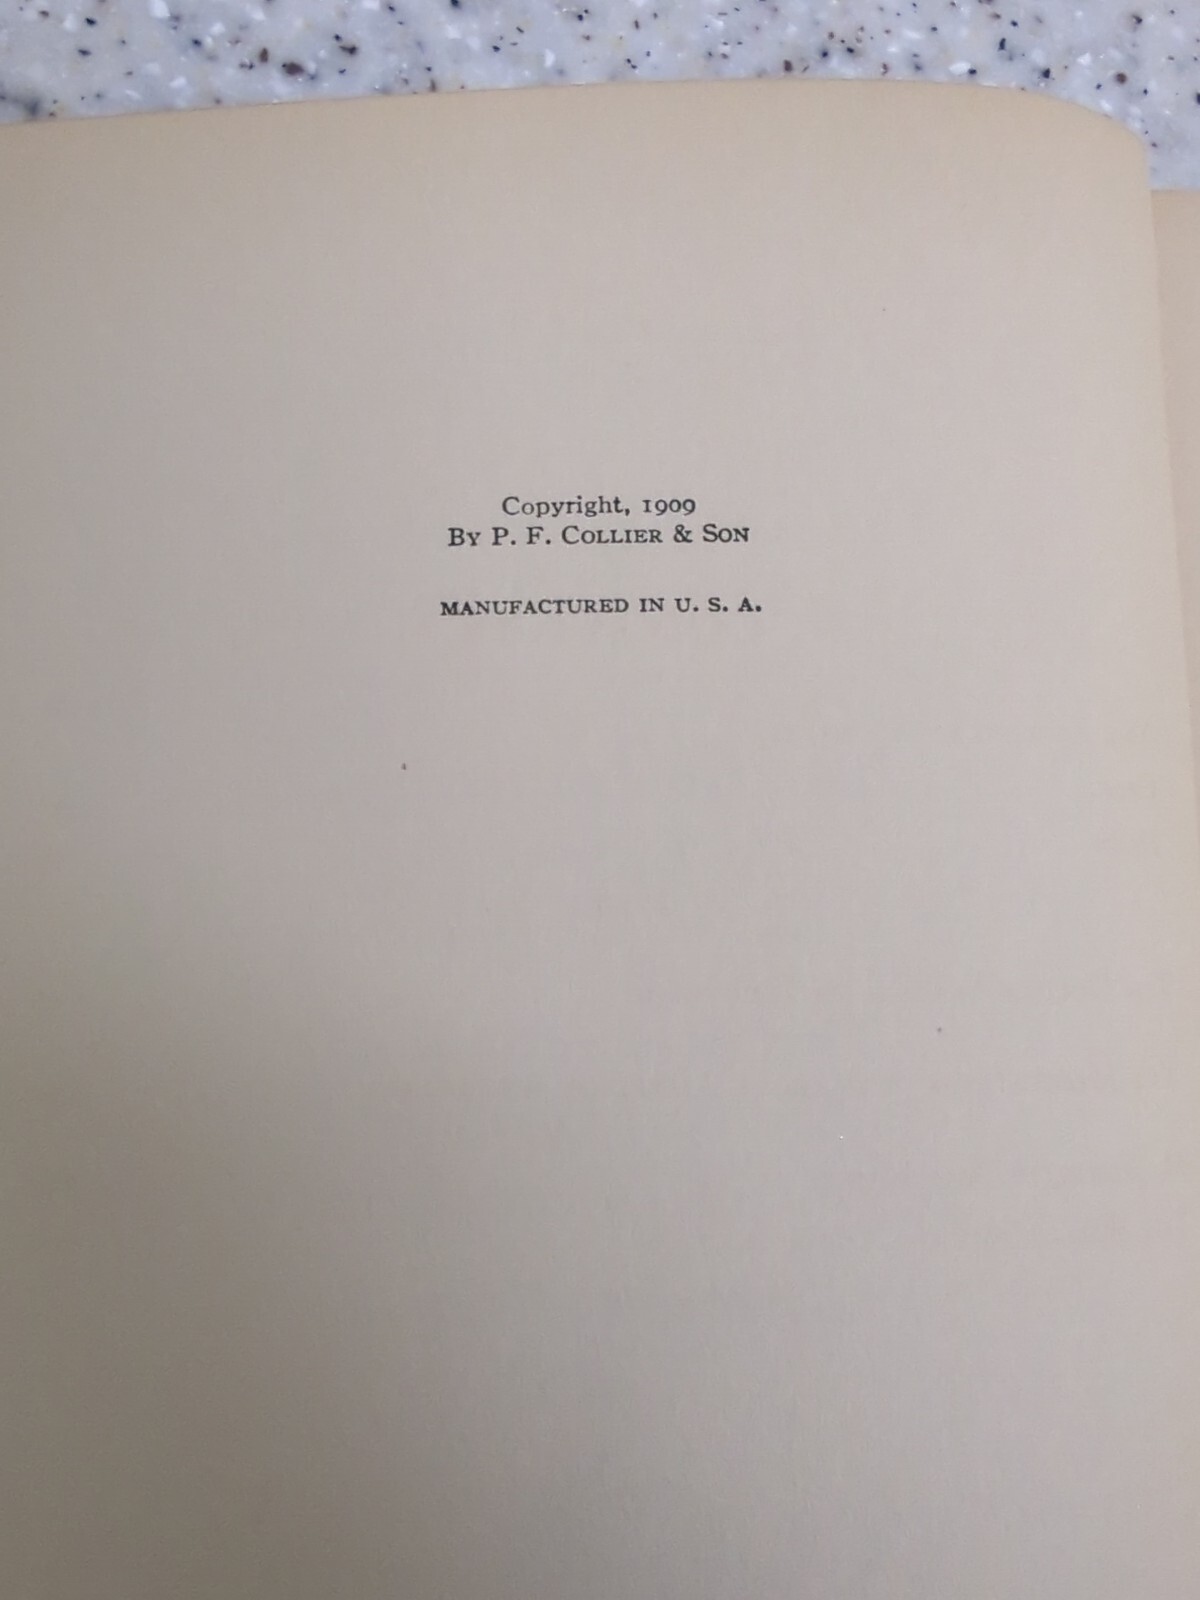 Copyright, 1909
By P. F. Collier & Son
MANUFACTURED IN U. S. A.